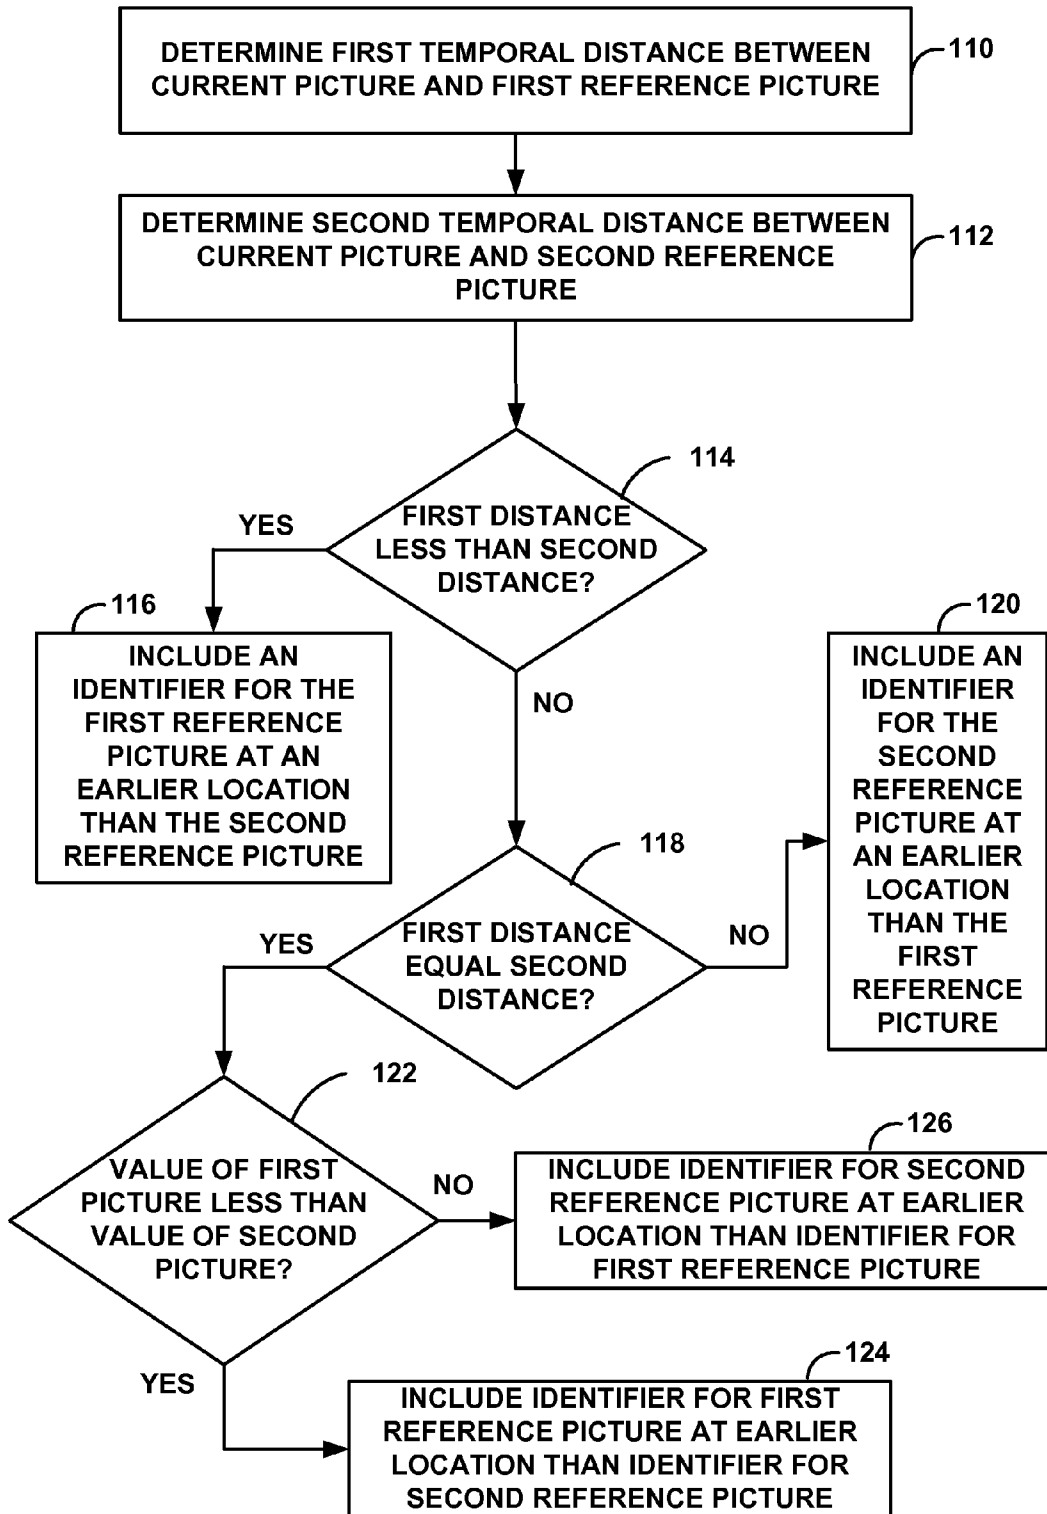 DETERMINE FIRST TEMPORAL DISTANCE BETWEEN
CURRENT PICTURE AND FIRST REFERENCE PICTURE
110
DETERMINE SECOND TEMPORAL DISTANCE BETWEEN
CURRENT PICTURE AND SECOND REFERENCE
PICTURE
112
114
FIRST DISTANCE
LESS THAN SECOND
DISTANCE?
YES
NO
116
INCLUDE AN
IDENTIFIER FOR THE
FIRST REFERENCE
PICTURE AT AN
EARLIER LOCATION
THAN THE SECOND
REFERENCE PICTURE
118
FIRST DISTANCE
EQUAL SECOND
DISTANCE?
YES
NO
120
INCLUDE AN
IDENTIFIER
FOR THE
SECOND
REFERENCE
PICTURE AT
AN EARLIER
LOCATION
THAN THE
FIRST
REFERENCE
PICTURE
122
VALUE OF FIRST
PICTURE LESS THAN
VALUE OF SECOND
PICTURE?
NO
YES
126
INCLUDE IDENTIFIER FOR SECOND
REFERENCE PICTURE AT EARLIER
LOCATION THAN IDENTIFIER FOR
FIRST REFERENCE PICTURE
124
INCLUDE IDENTIFIER FOR FIRST
REFERENCE PICTURE AT EARLIER
LOCATION THAN IDENTIFIER FOR
SECOND REFERENCE PICTURE